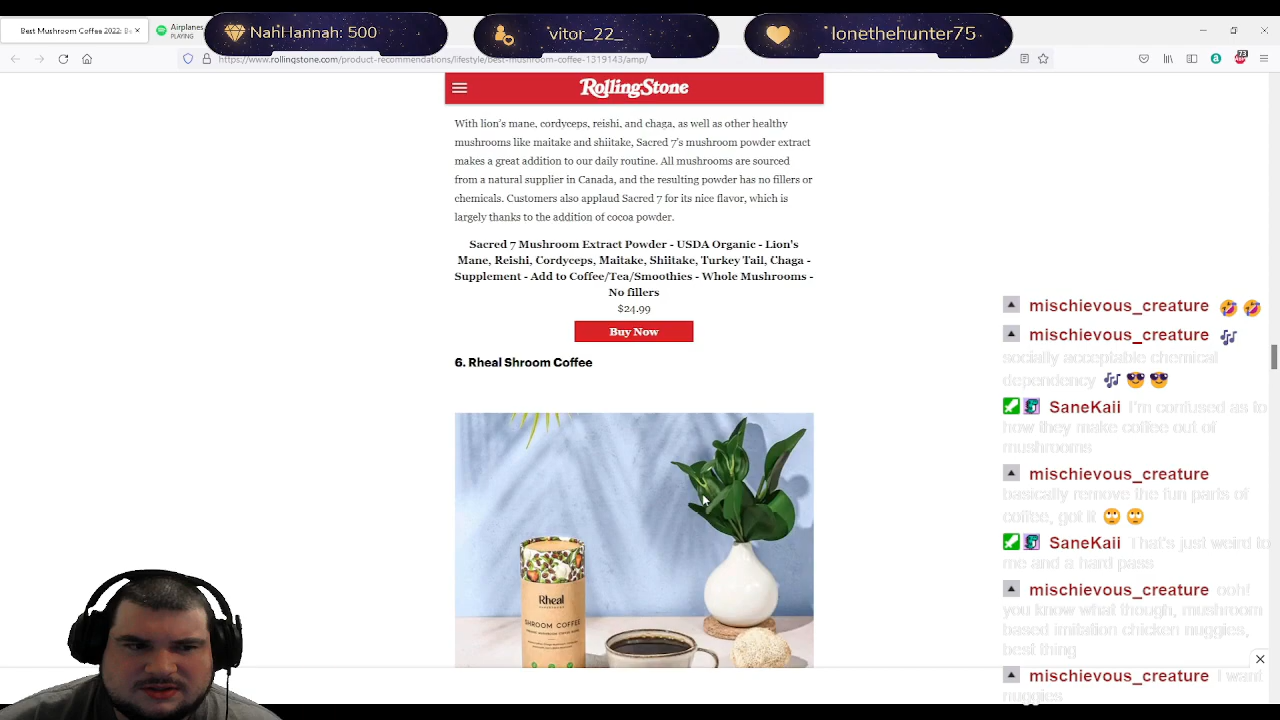 Best Mushroom Coffee 2022: B
Airplanes
PLAYING
NahHannah: 500
vitor_22_
lonethehunter75
https://www.rollingstone.com/product-recommendations/lifestyle/best-mushroom-coffee-1319143/amp/
73
RollingStone
With lion's mane, cordyceps, reishi, and chaga, as well as other healthy
mushrooms like maitake and shiitake, Sacred 7's mushroom powder extract
makes a great addition to our daily routine. All mushrooms are sourced
from a natural supplier in Canada, and the resulting powder has no fillers or
chemicals. Customers also applaud Sacred 7 for its nice flavor, which is
largely thanks to the addition of cocoa powder.
Sacred 7 Mushroom Extract Powder - USDA Organic - Lion's
Mane, Reishi, Cordyceps, Maitake, Shiitake, Turkey Tail, Chaga -
Supplement - Add to Coffee/Tea/Smoothies - Whole Mushrooms -
No fillers
$24.99
Buy Now
6. Rheal Shroom Coffee
Rheal
SHROOM COFFEE
mischievous_creature 🤣 🤣
mischievous_creature 🎶
socially acceptable chemical
dependency 🎶 😎 😎
SaneKaii I'm confused as to
how they make coffee out of
mushrooms
mischievous_creature
basically remove the fun parts of
coffee, got it 🙄 🙄
SaneKaii That's just weird to
me and a hard pass
mischievous_creature ooh!
you know what though, mushroom
based imitation chicken nuggies,
best thing
mischievous_creature I want
nuggies